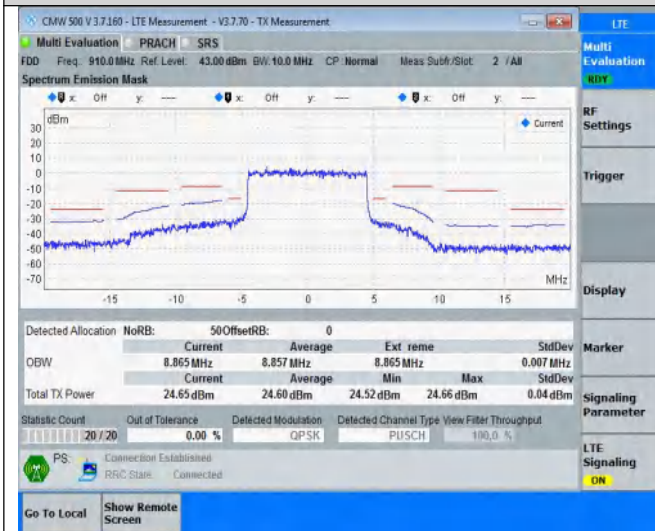 CMW 500 V 3.7.160 - LTE Measurement - V3.7.70 - TX Measurement
LTE
Multi Evaluation PRACH SRS
FDD Freq.: 910.0 MHz Ref. Level: 43.00 dBm BW: 10.0 MHz CP: Normal Meas Subfr/Slot: 2 / All
Spectrum Emission Mask
x: Off y: --- x: Off y: --- x: Off y: ---
dBm
Current
30
20
10
0
-10
-20
-30
-40
-50
-60
-70
MHz
-15 -10 -5 0 5 10 15
Detected Allocation NoRB: 50 OffsetRB: 0
Current Average Ext reme StdDev
OBW 8.865 MHz 8.857 MHz 8.865 MHz 0.007 MHz
Current Average Min Max StdDev
Total TX Power 24.65 dBm 24.60 dBm 24.52 dBm 24.66 dBm 0.04 dBm
Statistic Count Out of Tolerance Detected Modulation Detected Channel Type View Filter Throughput
20 / 20 0.00 % QPSK PUSCH 100,0 %
PS: Connection Established
RRC State: Connected
Go To Local
Show Remote
Screen
Multi
Evaluation
RDY
RF
Settings
Trigger
Display
Marker
Signaling
Parameter
LTE
Signaling
ON